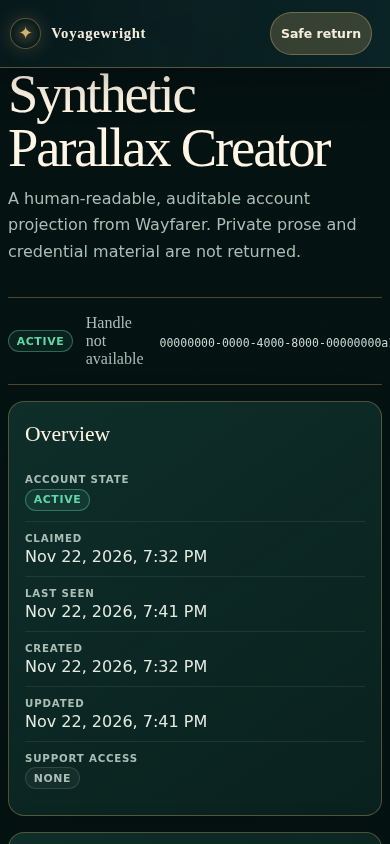 Voyagewright
Safe return
Synthetic
Parallax Creator
A human-readable, auditable account
projection from Wayfarer. Private prose and
credential material are not returned.
ACTIVE
Handle
not
available
00000000-0000-4000-8000-00000000a
Overview
ACCOUNT STATE
ACTIVE
CLAIMED
Nov 22, 2026, 7:32 PM
LAST SEEN
Nov 22, 2026, 7:41 PM
CREATED
Nov 22, 2026, 7:32 PM
UPDATED
Nov 22, 2026, 7:41 PM
SUPPORT ACCESS
NONE